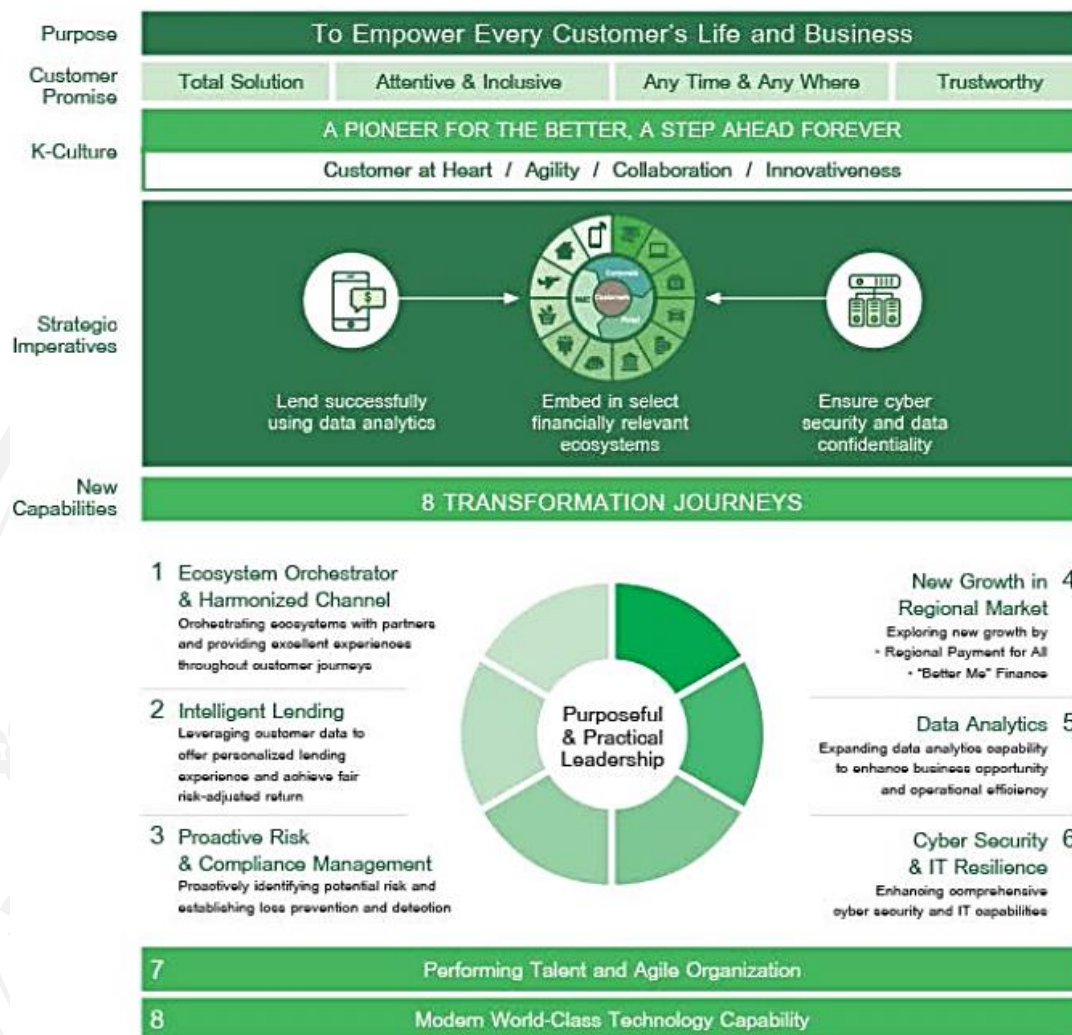 Purpose
To Empower Every Customer's Life and Business
Customer
Promise
Total Solution
Attentive & Inclusive
Any Time & Any Where
Trustworthy
K-Culture
A PIONEER FOR THE BETTER, A STEP AHEAD FOREVER
Customer at Heart / Agility / Collaboration / Innovativeness
Strategic
Imperatives
$
Customers
Lend successfully
using data analytics
Embed in select
financially relevant
ecosystems
Ensure cyber
security and data
confidentiality
New
Capabilities
8 TRANSFORMATION JOURNEYS
1 Ecosystem Orchestrator
& Harmonized Channel
Orchestrating ecosystems with partners
and providing excellent experiences
throughout customer journeys
2 Intelligent Lending
Leveraging customer data to
offer personalized lending
experience and achieve fair
risk-adjusted return
3 Proactive Risk
& Compliance Management
Proactively identifying potential risk and
establishing loss prevention and detection
Purposeful
& Practical
Leadership
New Growth in 4
Regional Market
Exploring new growth by
• Regional Payment for All
• "Better Me" Finance
Data Analytics 5
Expanding data analytics capability
to enhance business opportunity
and operational efficiency
Cyber Security 6
& IT Resilience
Enhancing comprehensive
cyber security and IT capabilities
7 Performing Talent and Agile Organization
8 Modern World-Class Technology Capability